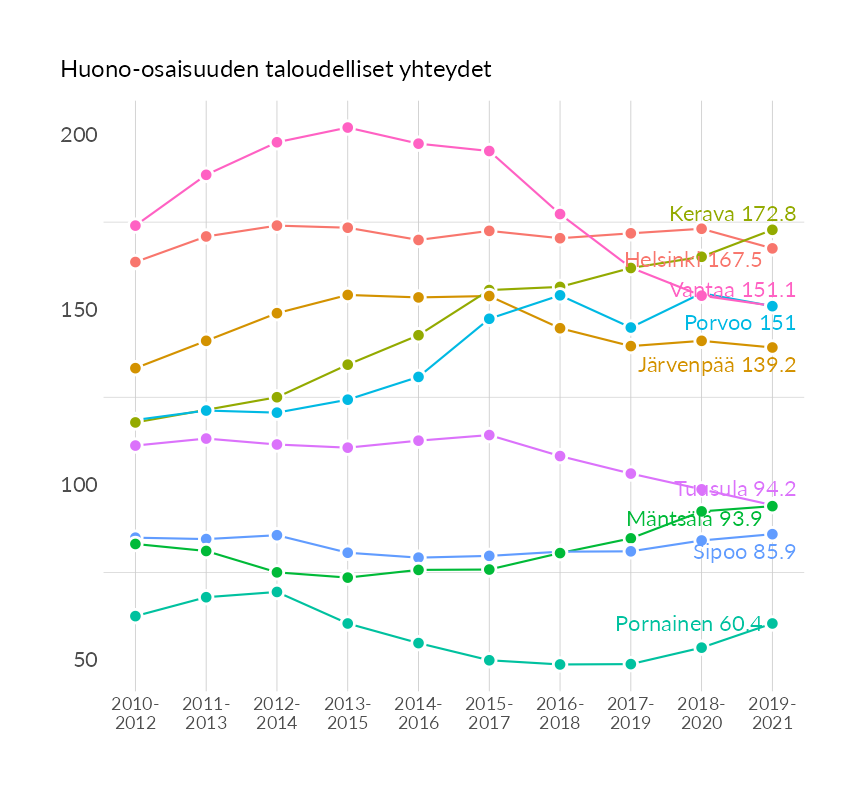 Huono-osaisuuden taloudelliset yhteydet
200
Kerava 172.8
Helsinki 167.5
Vantaa 151.1
150
Porvoo 151
Järvenpää 139.2
100
Tuusula 94.2
Mäntsälä 93.9
Sipoo 85.9
Pornainen 60.4
50
2010- 2011- 2012- 2013- 2014- 2015- 2016- 2017- 2018- 2019-
2012 2013 2014 2015 2016 2017 2018 2019 2020 2021